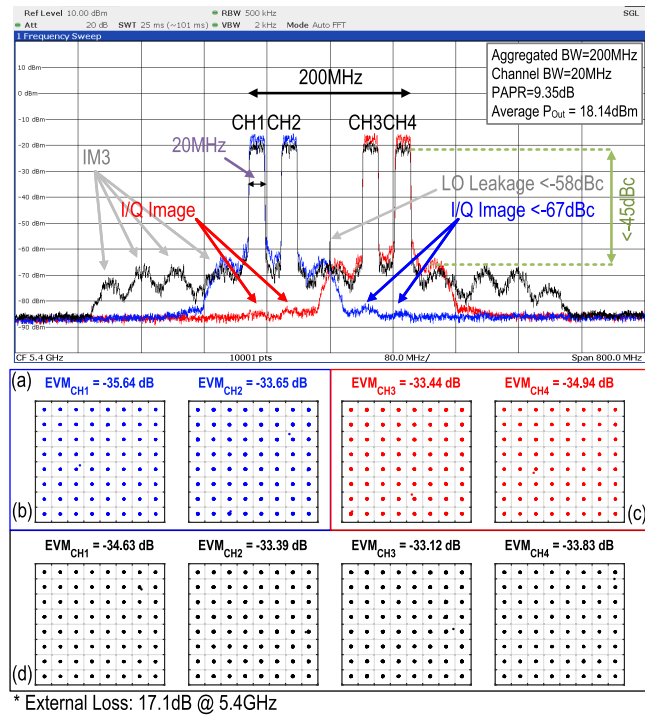 Ref Level 10.00 dBm
RBW 500 kHz
SGL
Att 20 dB SWT 25 ms (~101 ms) VBW 2 kHz Mode Auto FFT
1 Frequency Sweep
Aggregated BW=200MHz
Channel BW=20MHz
PAPR=9.35dB
Average POut = 18.14dBm
10 dBm
200MHz
0 dBm
-10 dBm
CH1 CH2 CH3 CH4
-20 dBm
20MHz
IM3
-30 dBm
LO Leakage <-58dBc
-40 dBm
I/Q Image
I/Q Image <-67dBc
<-45dBc
-50 dBm
-60 dBm
-70 dBm
-80 dBm
-90 dBm
CF 5.4 GHz 10001 pts 80.0 MHz/ Span 800.0 MHz
(a)
EVMCH1 = -35.64 dB
EVMCH2 = -33.65 dB
EVMCH3 = -33.44 dB
EVMCH4 = -34.94 dB
(b)
(c)
EVMCH1 = -34.63 dB
EVMCH2 = -33.39 dB
EVMCH3 = -33.12 dB
EVMCH4 = -33.83 dB
(d)
* External Loss: 17.1dB @ 5.4GHz